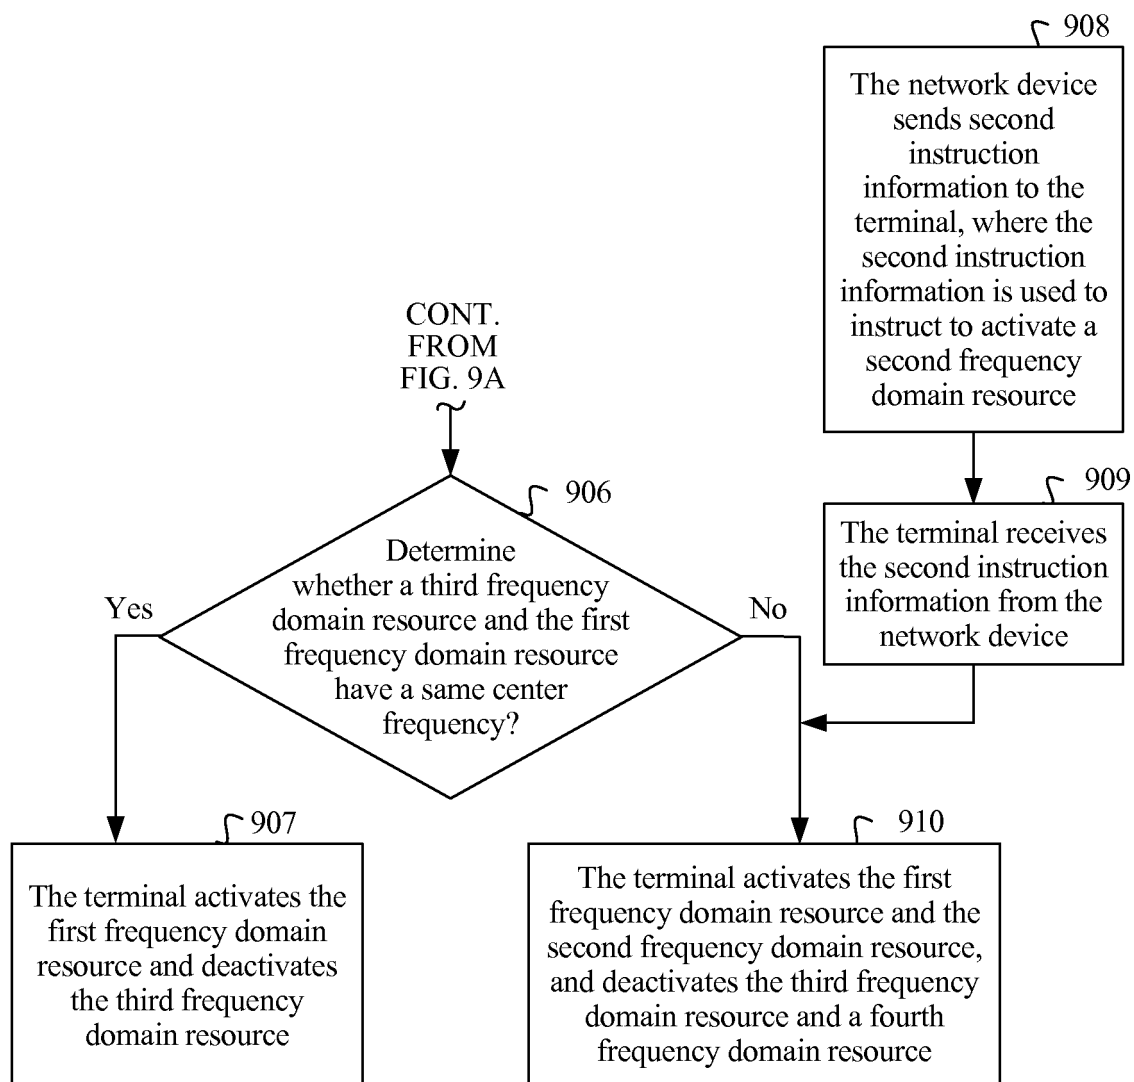 908
The network device
sends second
instruction
information to the
terminal, where the
second instruction
information is used to
instruct to activate a
second frequency
domain resource
CONT.
FROM
FIG. 9A
906
Determine
whether a third frequency
domain resource and the first
frequency domain resource
have a same center
frequency?
Yes
No
909
The terminal receives
the second instruction
information from the
network device
907
The terminal activates the
first frequency domain
resource and deactivates
the third frequency
domain resource
910
The terminal activates the first
frequency domain resource and the
second frequency domain resource,
and deactivates the third frequency
domain resource and a fourth
frequency domain resource